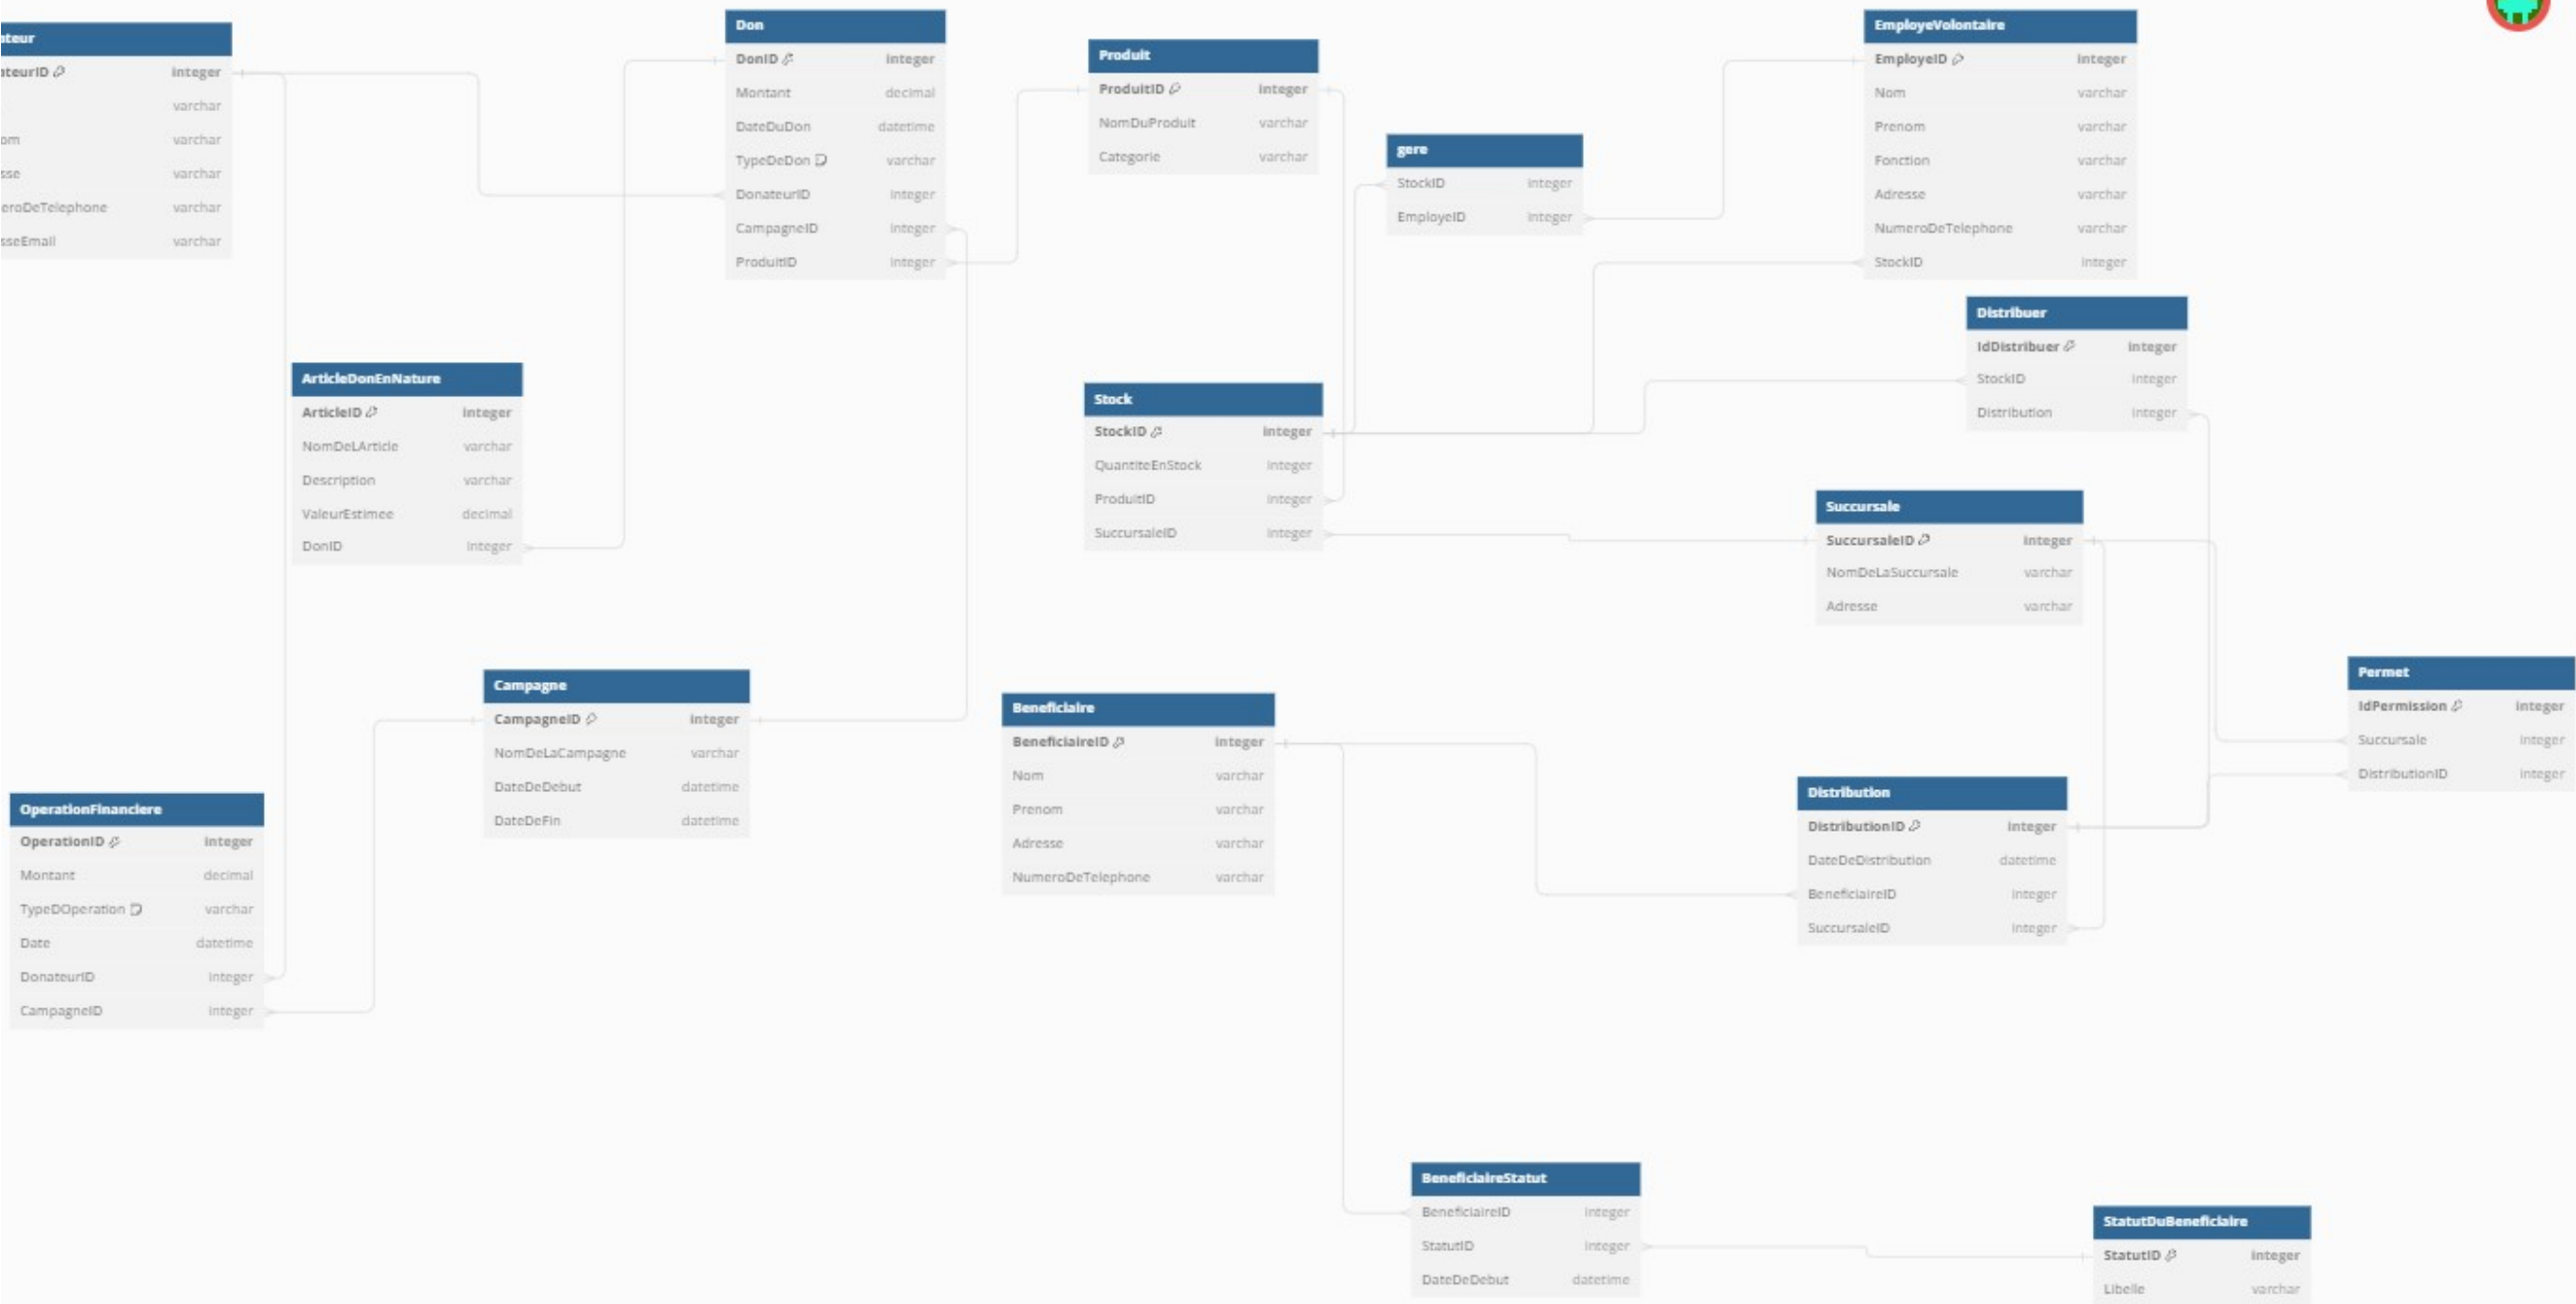 ateur
ateurID integer
varchar
om varchar
sse varchar
eroDeTelephone varchar
sseEmail varchar
Don
DonID integer
Montant decimal
DateDuDon datetime
TypeDeDon varchar
DonateurID integer
CampagneID integer
ProduitID integer
Produit
ProduitID integer
NomDuProduit varchar
Categorie varchar
gere
StockID integer
EmployeID integer
EmployeVolontaire
EmployeID integer
Nom varchar
Prenom varchar
Fonction varchar
Adresse varchar
NumeroDeTelephone varchar
StockID integer
Distribuer
IdDistribuer integer
StockID integer
Distribution integer
ArticleDonEnNature
ArticleID integer
NomDeLArticle varchar
Description varchar
ValeurEstimee decimal
DonID integer
Stock
StockID integer
QuantiteEnStock integer
ProduitID integer
SuccursaleID integer
Succursale
SuccursaleID integer
NomDeLaSuccursale varchar
Adresse varchar
Permet
IdPermission integer
Succursale integer
DistributionID integer
Campagne
CampagneID integer
NomDeLaCampagne varchar
DateDeDebut datetime
DateDeFin datetime
Beneficiaire
BeneficiaireID integer
Nom varchar
Prenom varchar
Adresse varchar
NumeroDeTelephone varchar
Distribution
DistributionID integer
DateDeDistribution datetime
BeneficiaireID integer
SuccursaleID integer
OperationFinanciere
OperationID integer
Montant decimal
TypeDOperation varchar
Date datetime
DonateurID integer
CampagneID integer
BeneficiaireStatut
BeneficiaireID integer
StatutID integer
DateDeDebut datetime
StatutDuBeneficiaire
StatutID integer
Libelle varchar